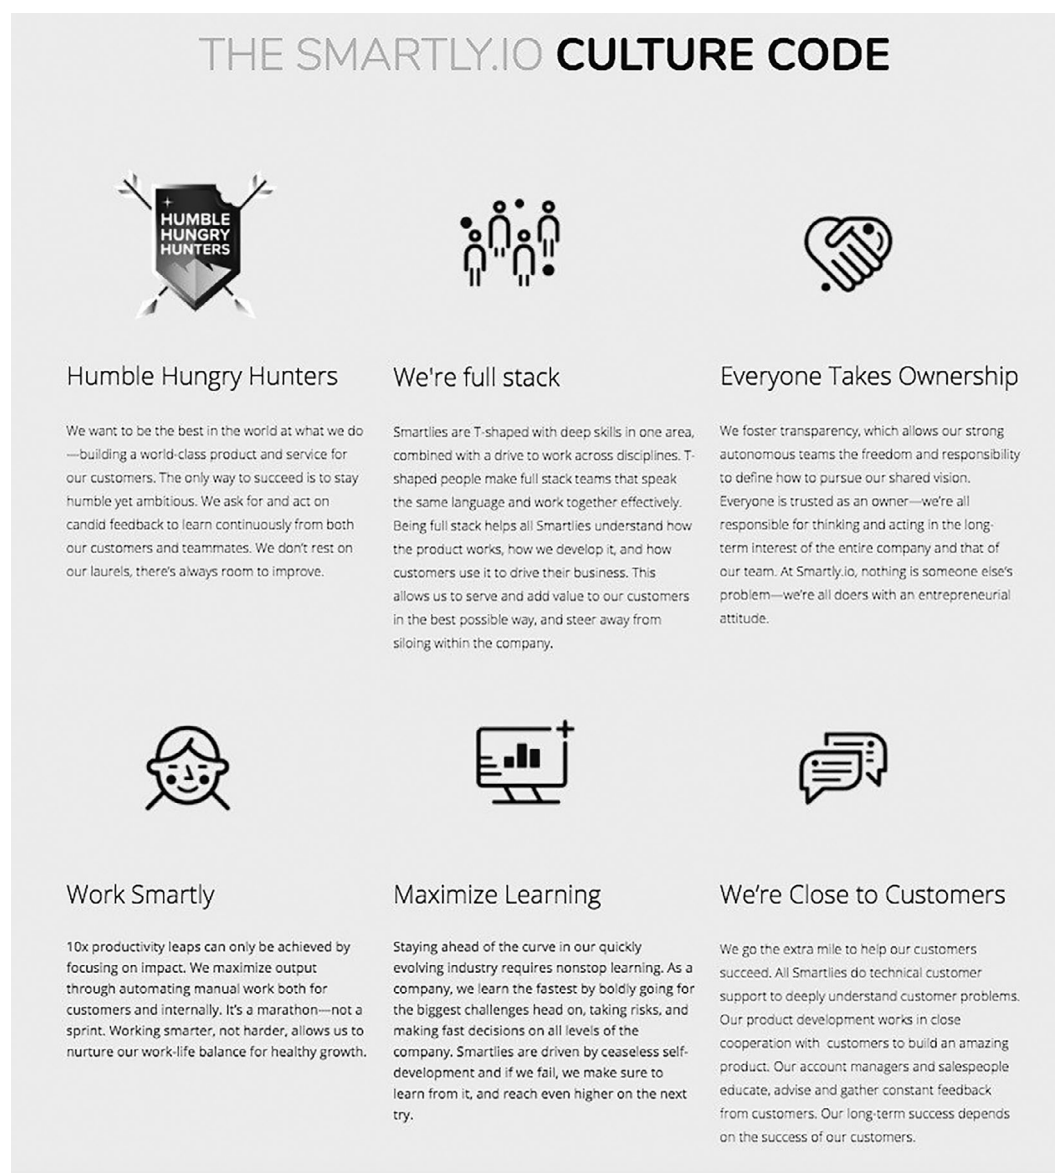 THE SMARTLY.IO CULTURE CODE
HUMBLE
HUNGRY
HUNTERS
Humble Hungry Hunters
We want to be the best in the world at what we do
—building a world-class product and service for
our customers. The only way to succeed is to stay
humble yet ambitious. We ask for and act on
candid feedback to learn continuously from both
our customers and teammates. We don't rest on
our laurels, there's always room to improve.
We're full stack
Smartlies are T-shaped with deep skills in one area,
combined with a drive to work across disciplines. T-
shaped people make full stack teams that speak
the same language and work together effectively.
Being full stack helps all Smartlies understand how
the product works, how we develop it, and how
customers use it to drive their business. This
allows us to serve and add value to our customers
in the best possible way, and steer away from
siloing within the company.
Everyone Takes Ownership
We foster transparency, which allows our strong
autonomous teams the freedom and responsibility
to define how to pursue our shared vision.
Everyone is trusted as an owner—we're all
responsible for thinking and acting in the long-
term interest of the entire company and that of
our team. At Smartly.io, nothing is someone else's
problem—we're all doers with an entrepreneurial
attitude.
Work Smartly
10x productivity leaps can only be achieved by
focusing on impact. We maximize output
through automating manual work both for
customers and internally. It's a marathon—not a
sprint. Working smarter, not harder, allows us to
nurture our work-life balance for healthy growth.
Maximize Learning
Staying ahead of the curve in our quickly
evolving industry requires nonstop learning. As a
company, we learn the fastest by boldly going for
the biggest challenges head on, taking risks, and
making fast decisions on all levels of the
company. Smartlies are driven by ceaseless self-
development and if we fail, we make sure to
learn from it, and reach even higher on the next
try.
We're Close to Customers
We go the extra mile to help our customers
succeed. All Smartlies do technical customer
support to deeply understand customer problems.
Our product development works in close
cooperation with customers to build an amazing
product. Our account managers and salespeople
educate, advise and gather constant feedback
from customers. Our long-term success depends
on the success of our customers.